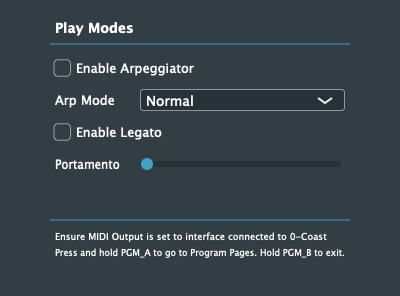 Play Modes
Enable Arpeggiator
Arp Mode Normal
Enable Legato
Portamento
Ensure MIDI Output is set to interface connected to 0-Coast
Press and hold PGM_A to go to Program Pages. Hold PGM_B to exit.